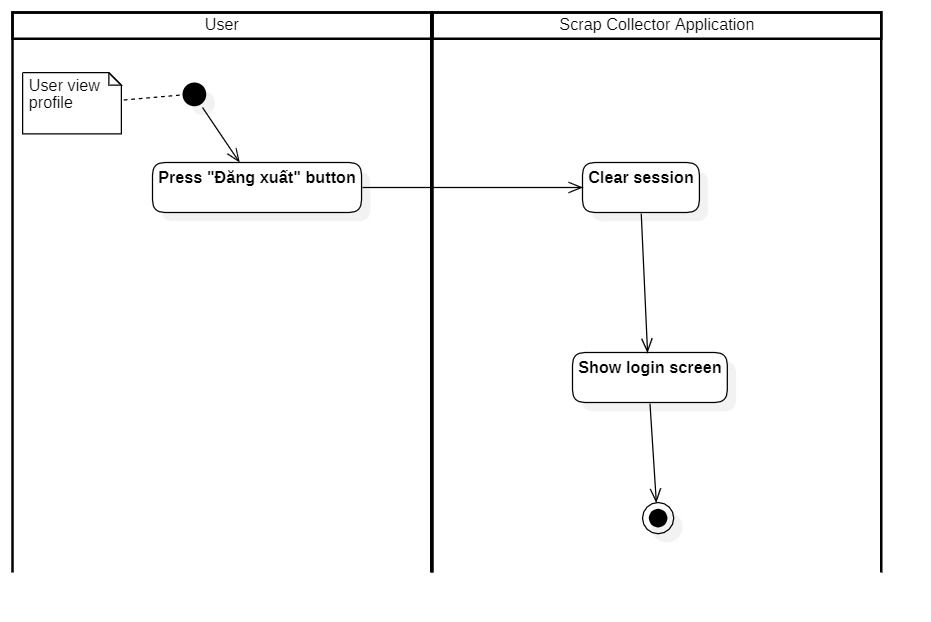 User
Scrap Collector Application
User view
profile
Press "Đăng xuất" button
Clear session
Show login screen